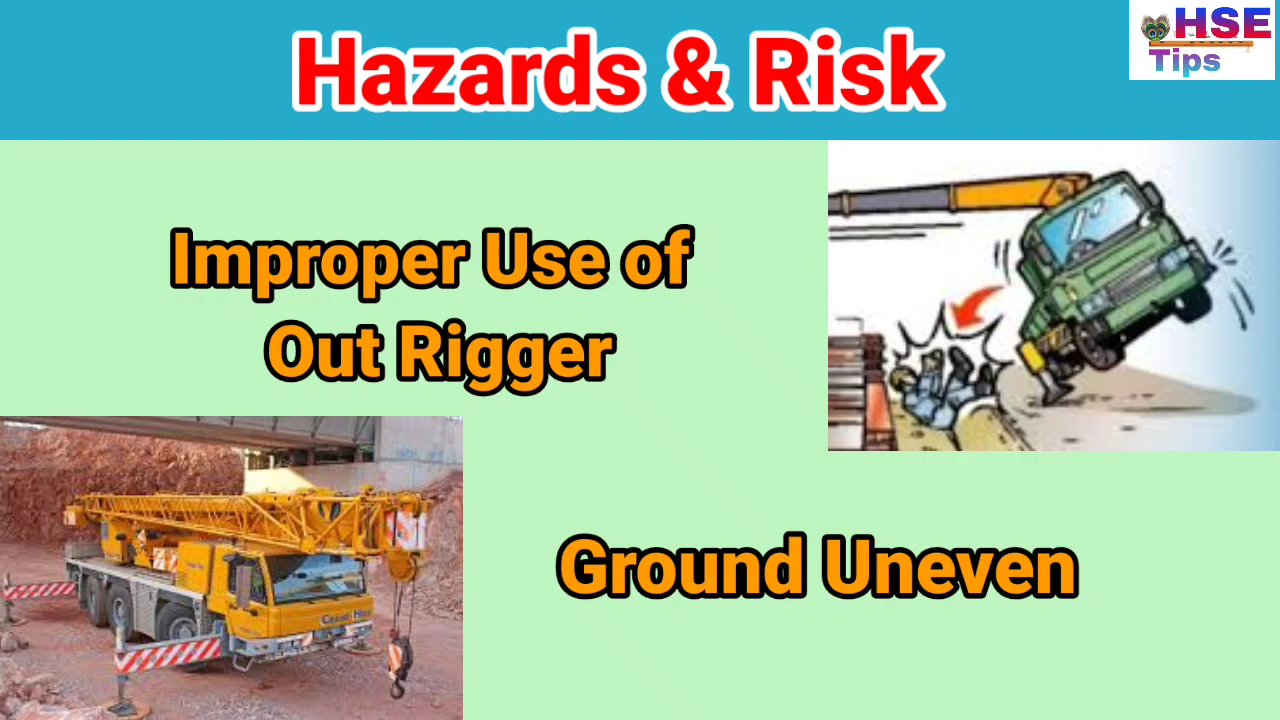 Hazards & Risk
HSE
Tips
Improper Use of
Out Rigger
Ground Uneven